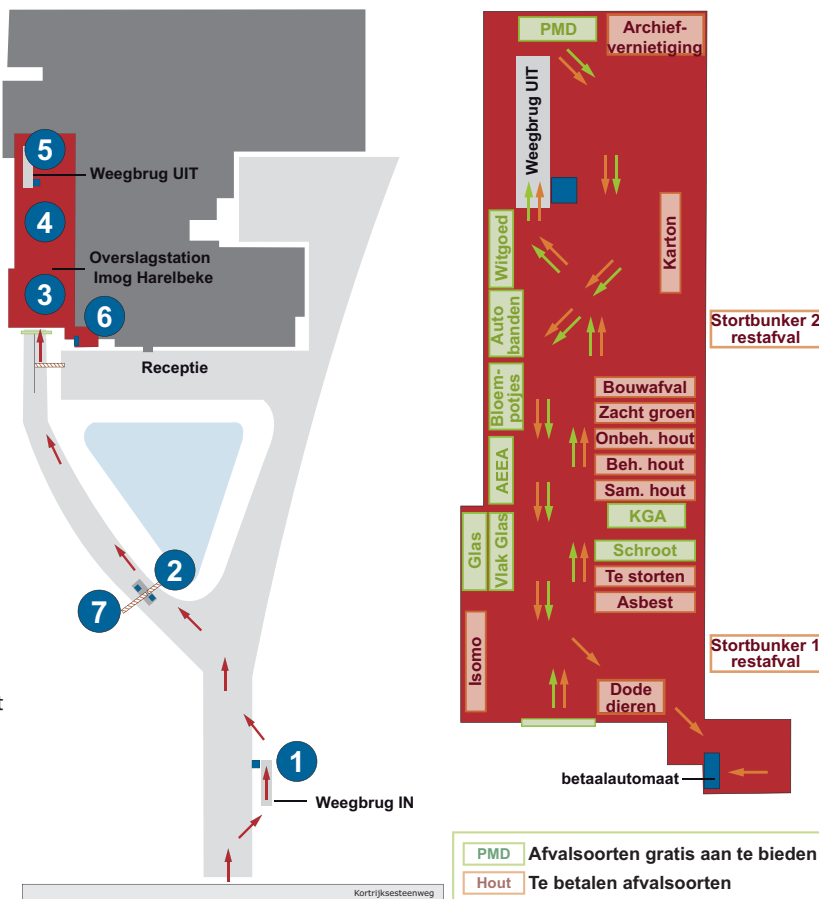 5
Weegbrug UIT
4
Overslagstation
Imog Harelbeke
3
6
Receptie
2
7
t
1
Weegbrug IN
Kortrijksesteenweg
PMD
Archief-
vernietiging
Weegbrug UIT
Witgoed
Karton
Auto
banden
Stortbunker 2
restafval
Bloem-
potjes
Bouwafval
Zacht groen
Onbeh. hout
Beh. hout
Sam. hout
AEEA
KGA
Glas
Vlak Glas
Schroot
Te storten
Asbest
Isomo
Stortbunker 1
restafval
Dode
dieren
betaalautomaat
PMD Afvalsoorten gratis aan te bieden
Hout Te betalen afvalsoorten